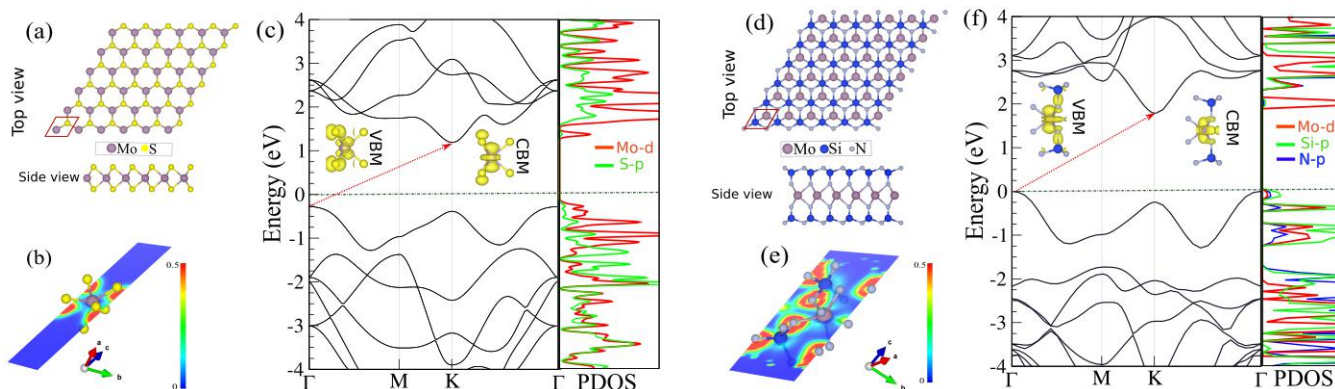 (a)
Top view
Mo S
Side view
(b)
0.5
0
a
c
b
(c)
Energy (eV)
4
3
2
1
0
-1
-2
-3
-4
VBM
CBM
Mo-d
S-p
Γ M K Γ PDOS
(d)
Top view
Mo Si N
Side view
(e)
0.5
0
c
a
b
(f)
Energy (eV)
4
3
2
1
0
-1
-2
-3
-4
VBM
CBM
Mo-d
Si-p
N-p
Γ M K Γ PDOS